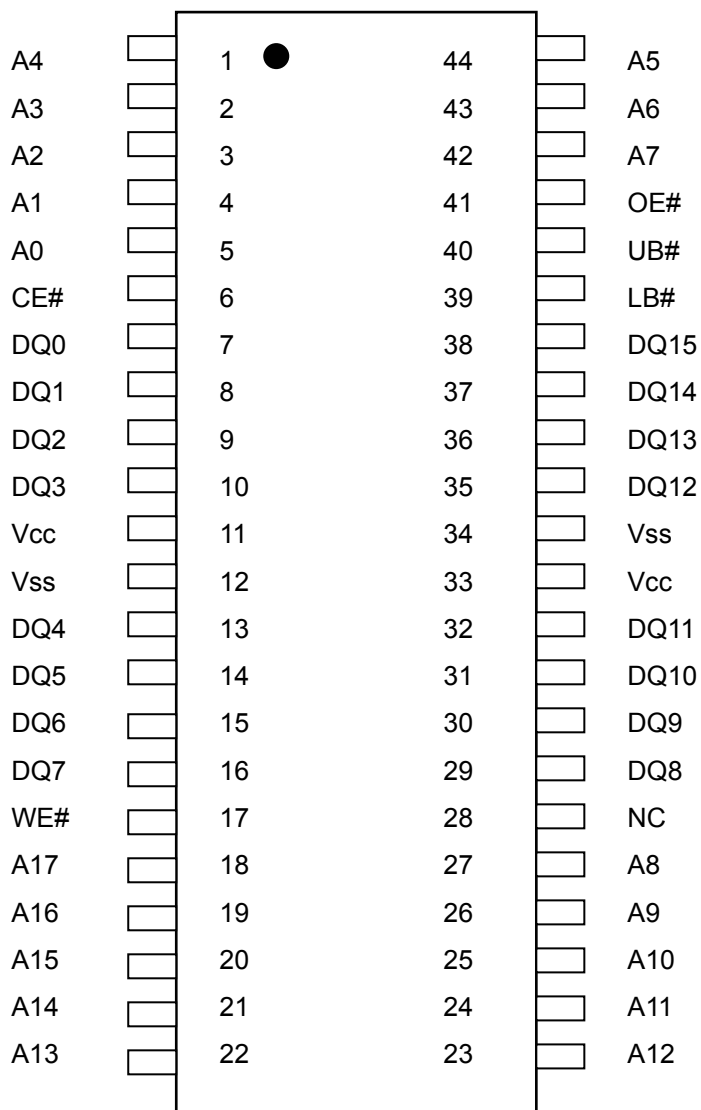 A4 1 44 A5
A3 2 43 A6
A2 3 42 A7
A1 4 41 OE#
A0 5 40 UB#
CE# 6 39 LB#
DQ0 7 38 DQ15
DQ1 8 37 DQ14
DQ2 9 36 DQ13
DQ3 10 35 DQ12
Vcc 11 34 Vss
Vss 12 33 Vcc
DQ4 13 32 DQ11
DQ5 14 31 DQ10
DQ6 15 30 DQ9
DQ7 16 29 DQ8
WE# 17 28 NC
A17 18 27 A8
A16 19 26 A9
A15 20 25 A10
A14 21 24 A11
A13 22 23 A12